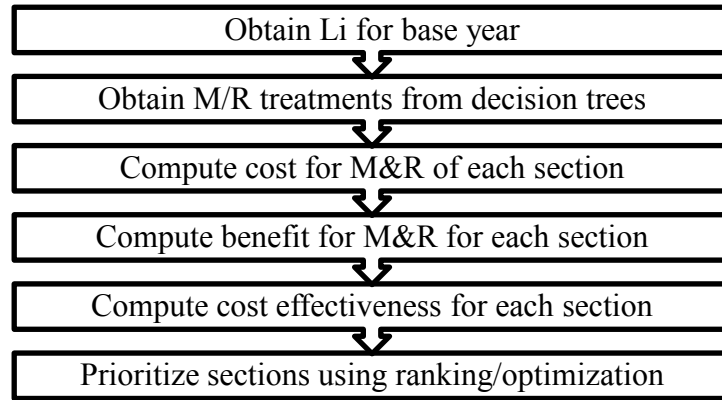 Obtain Li for base year
Obtain M/R treatments from decision trees
Compute cost for M&R of each section
Compute benefit for M&R for each section
Compute cost effectiveness for each section
Prioritize sections using ranking/optimization